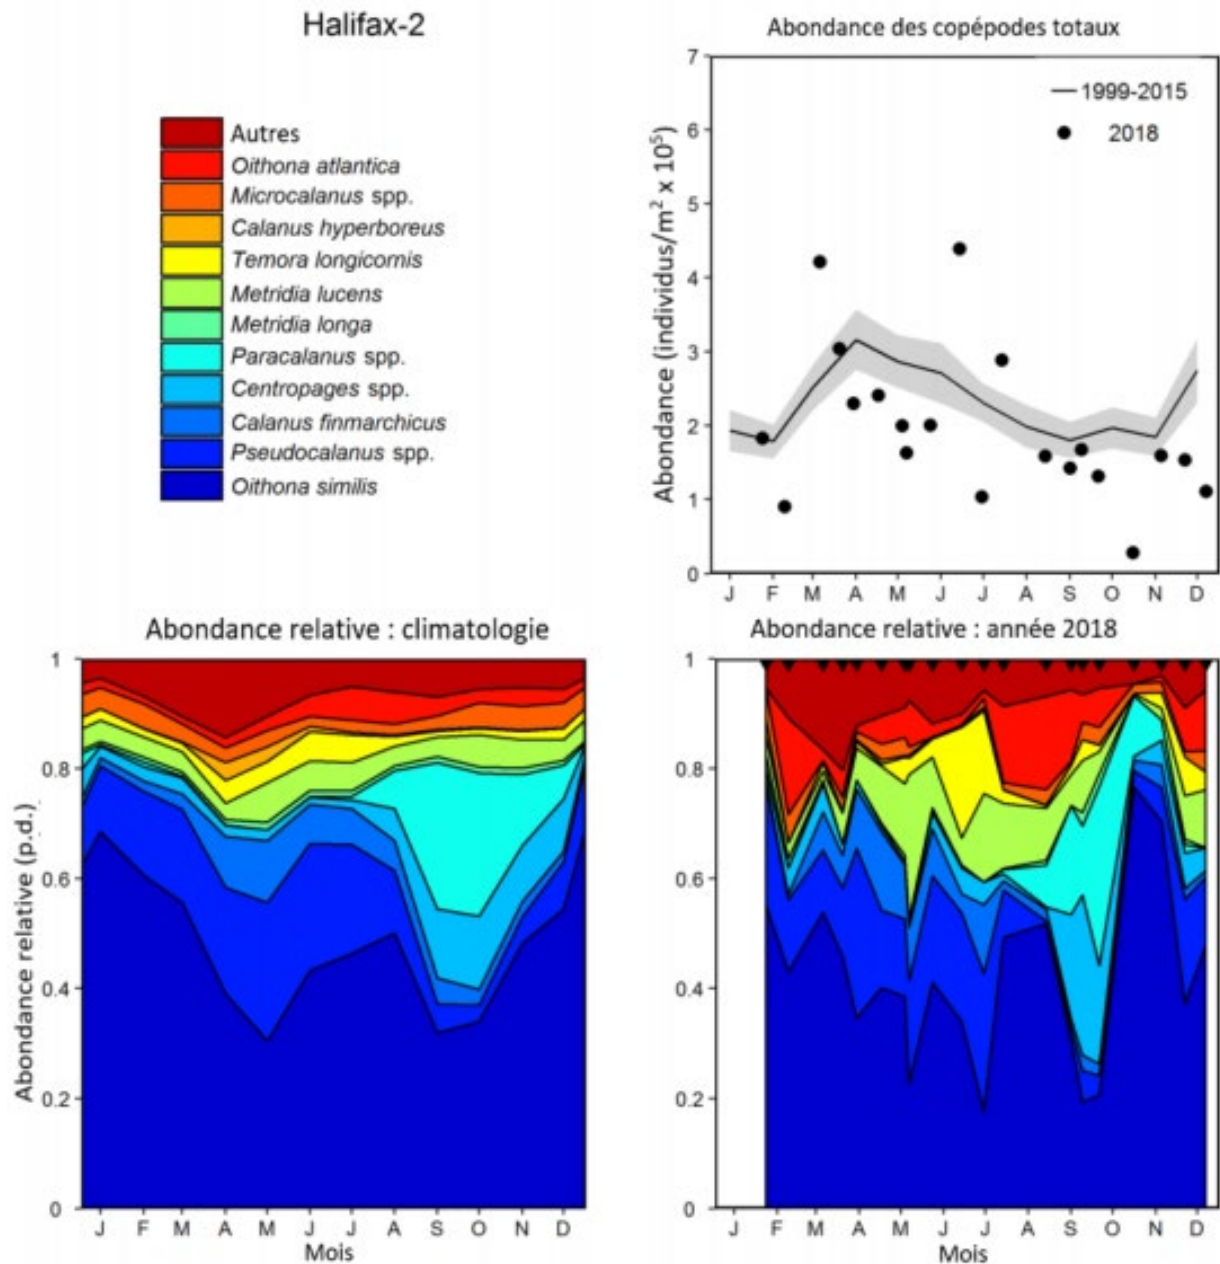 Halifax-2
Autres
Oithona atlantica
Microcalanus spp.
Calanus hyperboreus
Temora longicornis
Metridia lucens
Metridia longa
Paracalanus spp.
Centropages spp.
Calanus finmarchicus
Pseudocalanus spp.
Oithona similis
Abondance des copépodes totaux
Abondance (individus/m² x 10⁵)
7
6
5
4
3
2
1
0
1999-2015
2018
J F M A M J J A S O N D
Abondance relative : climatologie
Abondance relative (p.d.)
1
0.8
0.6
0.4
0.2
0
J F M A M J J A S O N D
Mois
Abondance relative : année 2018
1
0.8
0.6
0.4
0.2
0
J F M A M J J A S O N D
Mois